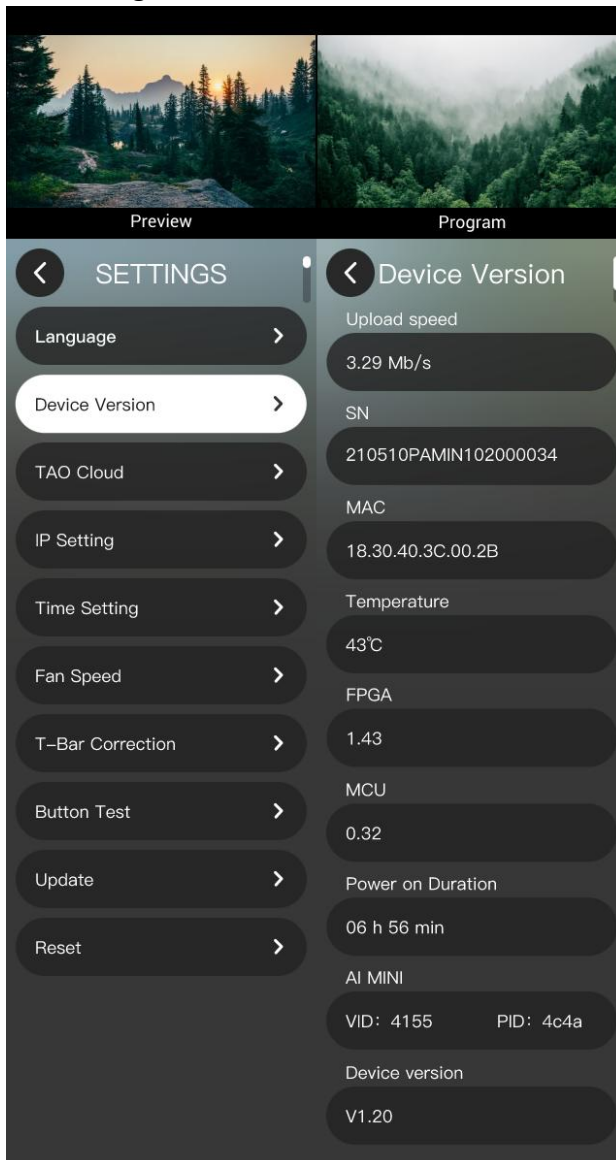 Preview
Program
SETTINGS
Language
Device Version
TAO Cloud
IP Setting
Time Setting
Fan Speed
T-Bar Correction
Button Test
Update
Reset
Device Version
Upload speed
3.29 Mb/s
SN
210510PAMIN102000034
MAC
18.30.40.3C.00.2B
Temperature
43℃
FPGA
1.43
MCU
0.32
Power on Duration
06 h 56 min
AI MINI
VID: 4155 PID: 4c4a
Device version
V1.20